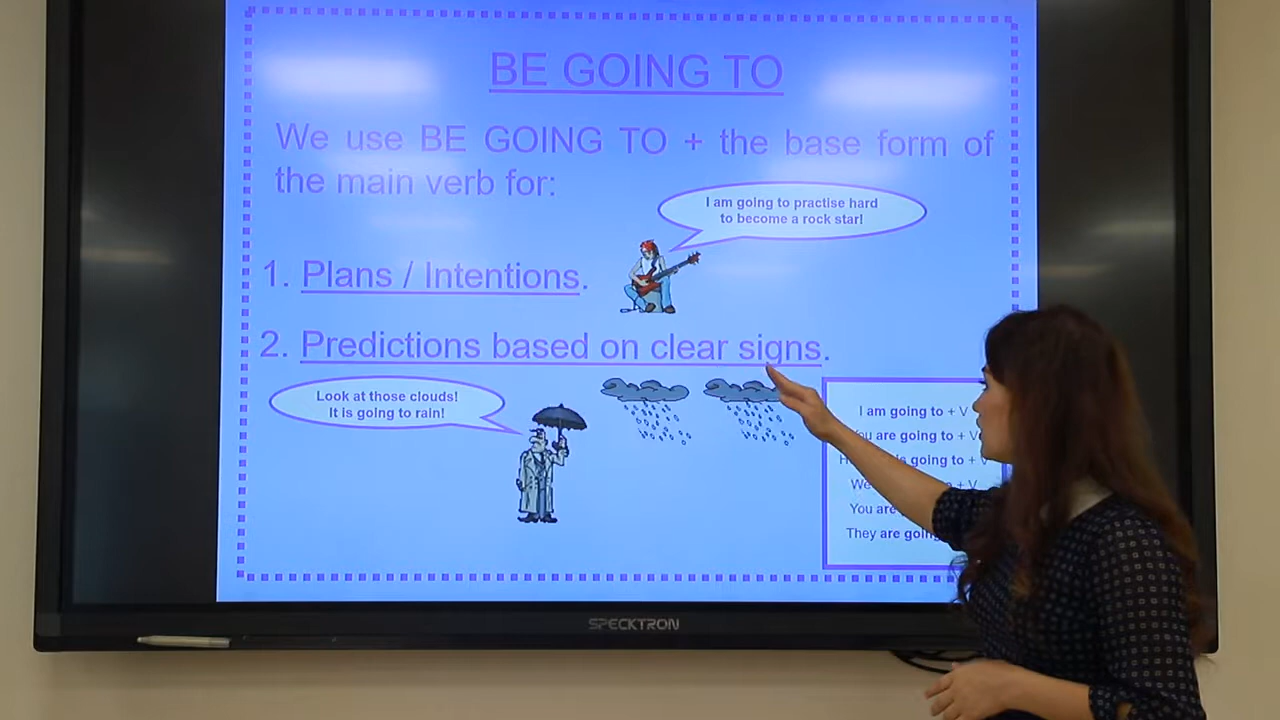 BE GOING TO
We use BE GOING TO + the base form of
the main verb for:
I am going to practise hard
to become a rock star!
1. Plans / Intentions.
2. Predictions based on clear signs.
Look at those clouds!
It is going to rain!
I am going to + V
are going to + V
going to + V
We + V
You are
They are going
SPECKTRON